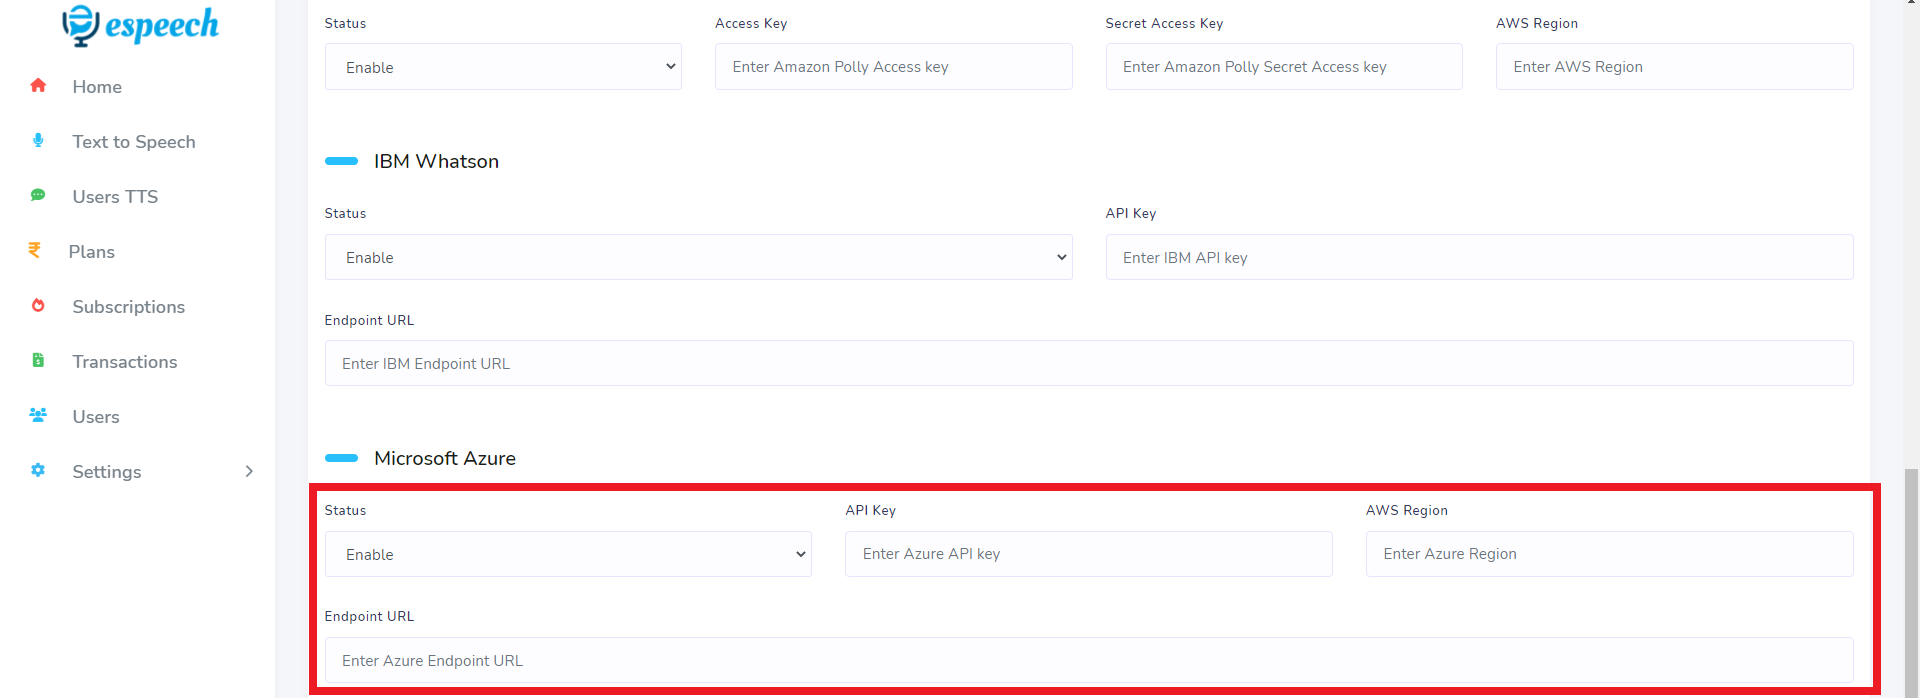 espeech
Home
Text to Speech
Users TTS
Plans
Subscriptions
Transactions
Users
Settings
Status Access Key Secret Access Key AWS Region
Enable Enter Amazon Polly Access key Enter Amazon Polly Secret Access key Enter AWS Region
IBM Whatson
Status API Key
Enable Enter IBM API key
Endpoint URL
Enter IBM Endpoint URL
Microsoft Azure
Status API Key AWS Region
Enable Enter Azure API key Enter Azure Region
Endpoint URL
Enter Azure Endpoint URL